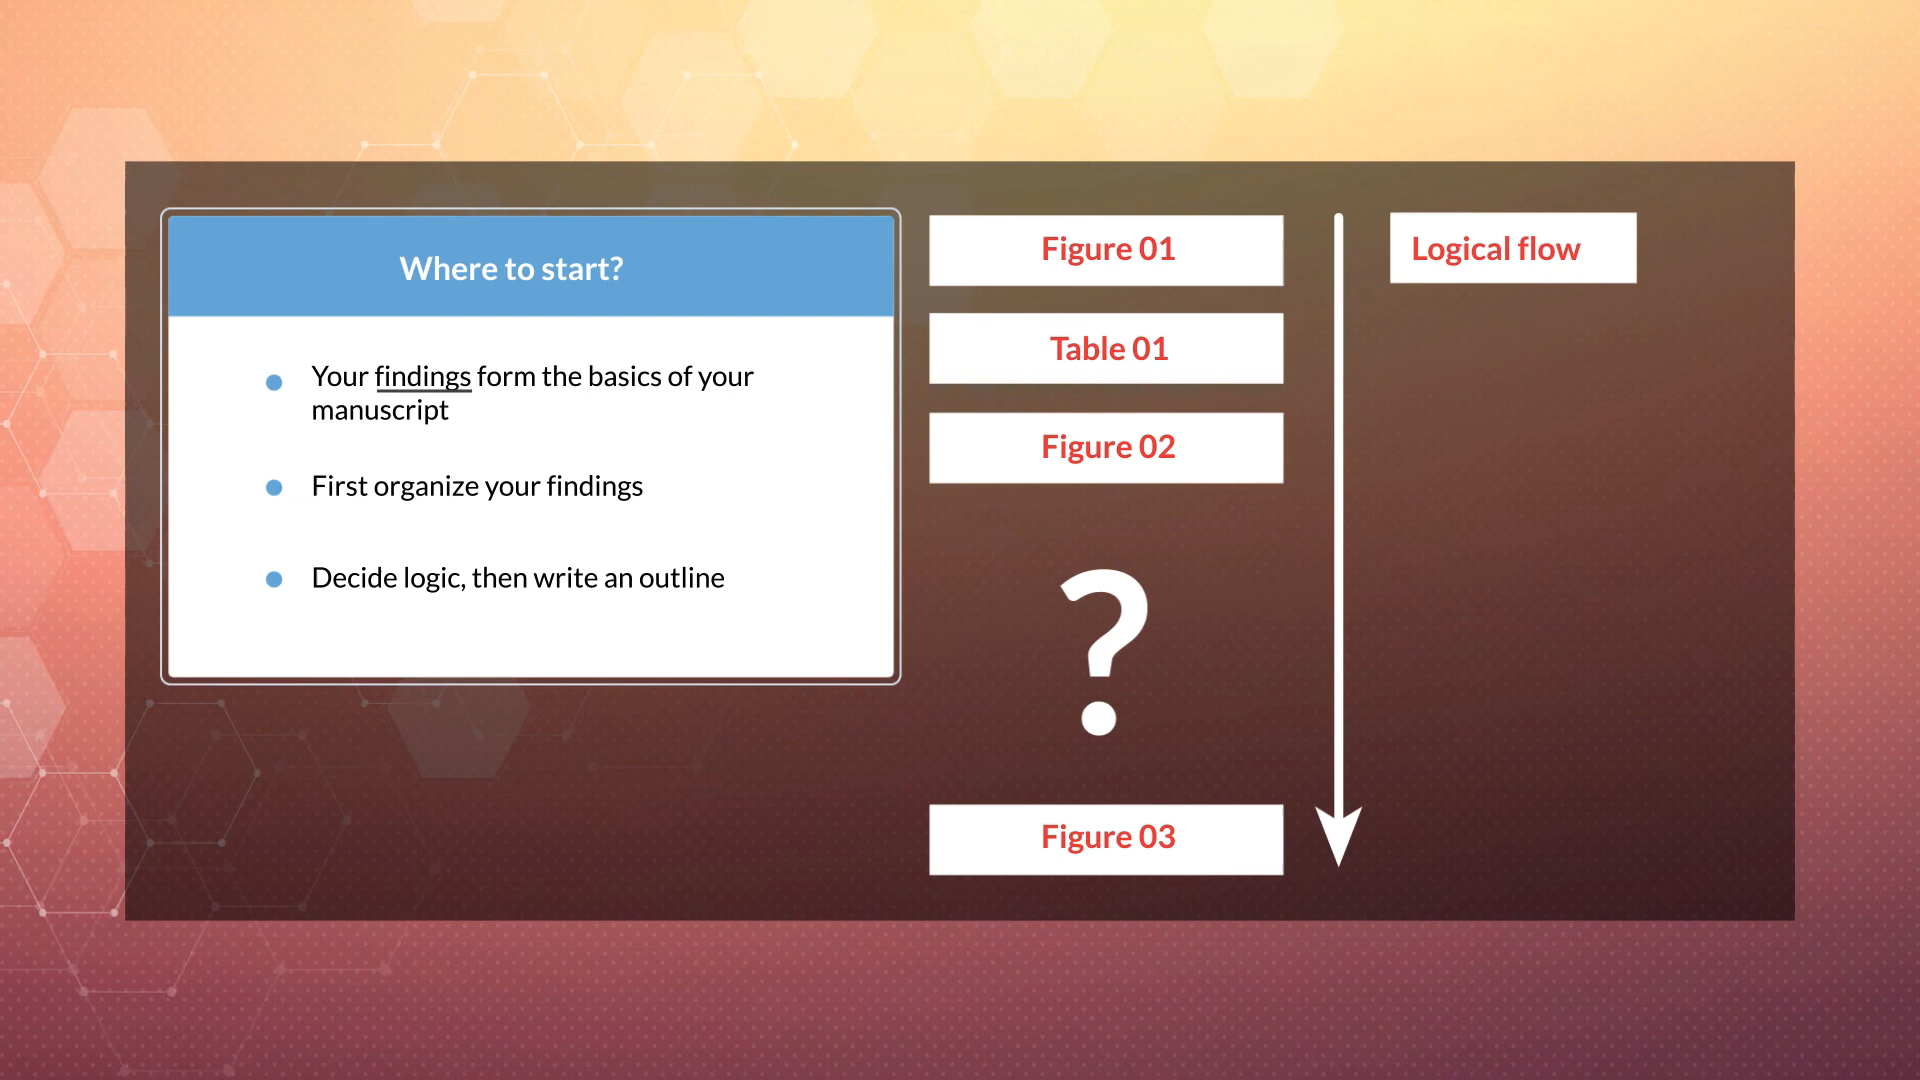 Where to start?
Your findings form the basics of your
manuscript
First organize your findings
Decide logic, then write an outline
Figure 01
Table 01
Figure 02
?
Figure 03
Logical flow